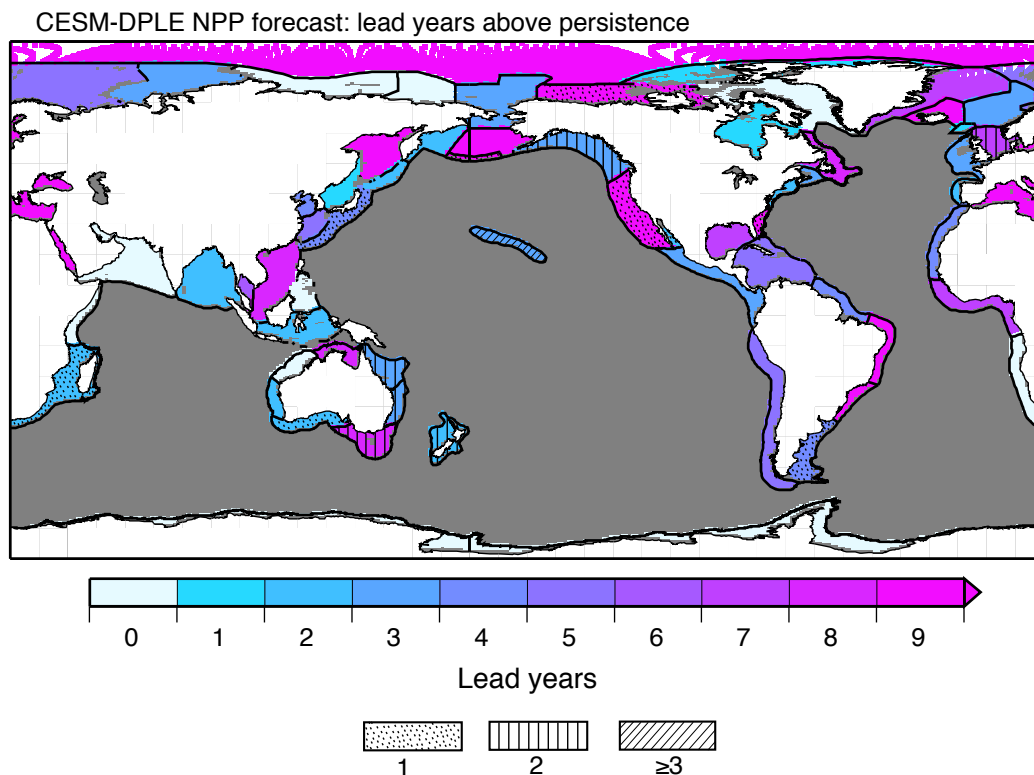 CESM-DPLE NPP forecast: lead years above persistence
0 1 2 3 4 5 6 7 8 9
Lead years
1 2 ≥3